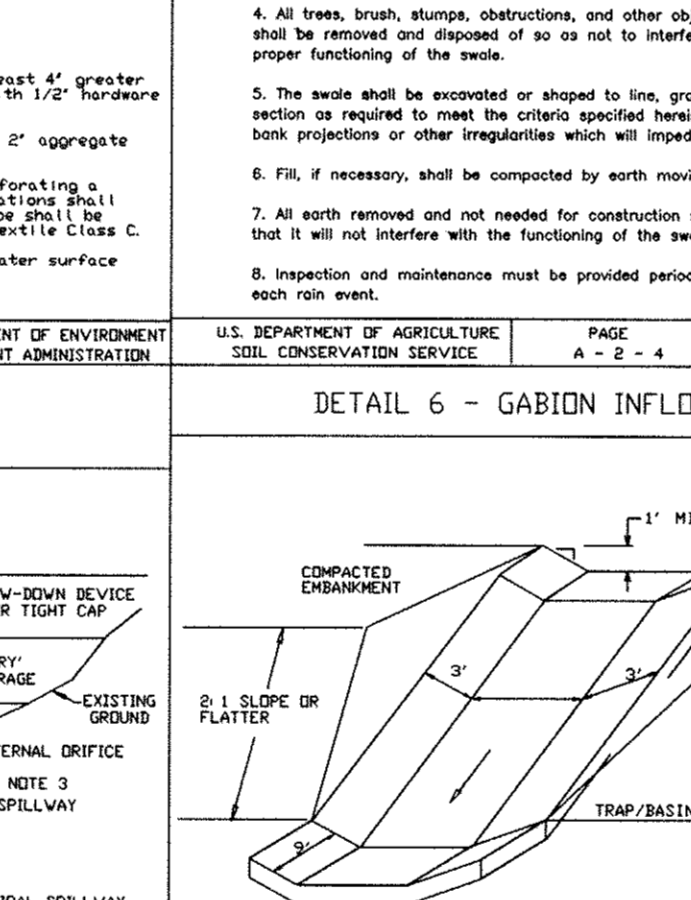 east 4" greater
th 1/2" hardware
2" aggregate
forating a
ations shall
pe shall be
extile Class C.
ater surface
4. All trees, brush, stumps, obstructions, and other obj
shall be removed and disposed of so as not to interfe
proper functioning of the swale.
5. The swale shall be excavated or shaped to line, gra
section as required to meet the criteria specified herei
bank projections or other irregularities which will imped
6. Fill, if necessary, shall be compacted by earth movi
7. All earth removed and not needed for construction
that it will not interfere with the functioning of the sw
8. Inspection and maintenance must be provided period
each rain event.
ENT OF ENVIRONMENT
NT ADMINISTRATION
U.S. DEPARTMENT OF AGRICULTURE
SOIL CONSERVATION SERVICE
PAGE
A - 2 - 4
DETAIL 6 - GABION INFLO
W-DOWN DEVICE
R TIGHT CAP
RY'
RAGE
EXISTING
GROUND
ERNAL ORIFICE
NOTE 3
SPILLWAY
1' MI
COMPACTED
EMBANKMENT
3'
3'
2:1 SLOPE OR
FLATTER
TRAP/BASIN
9'